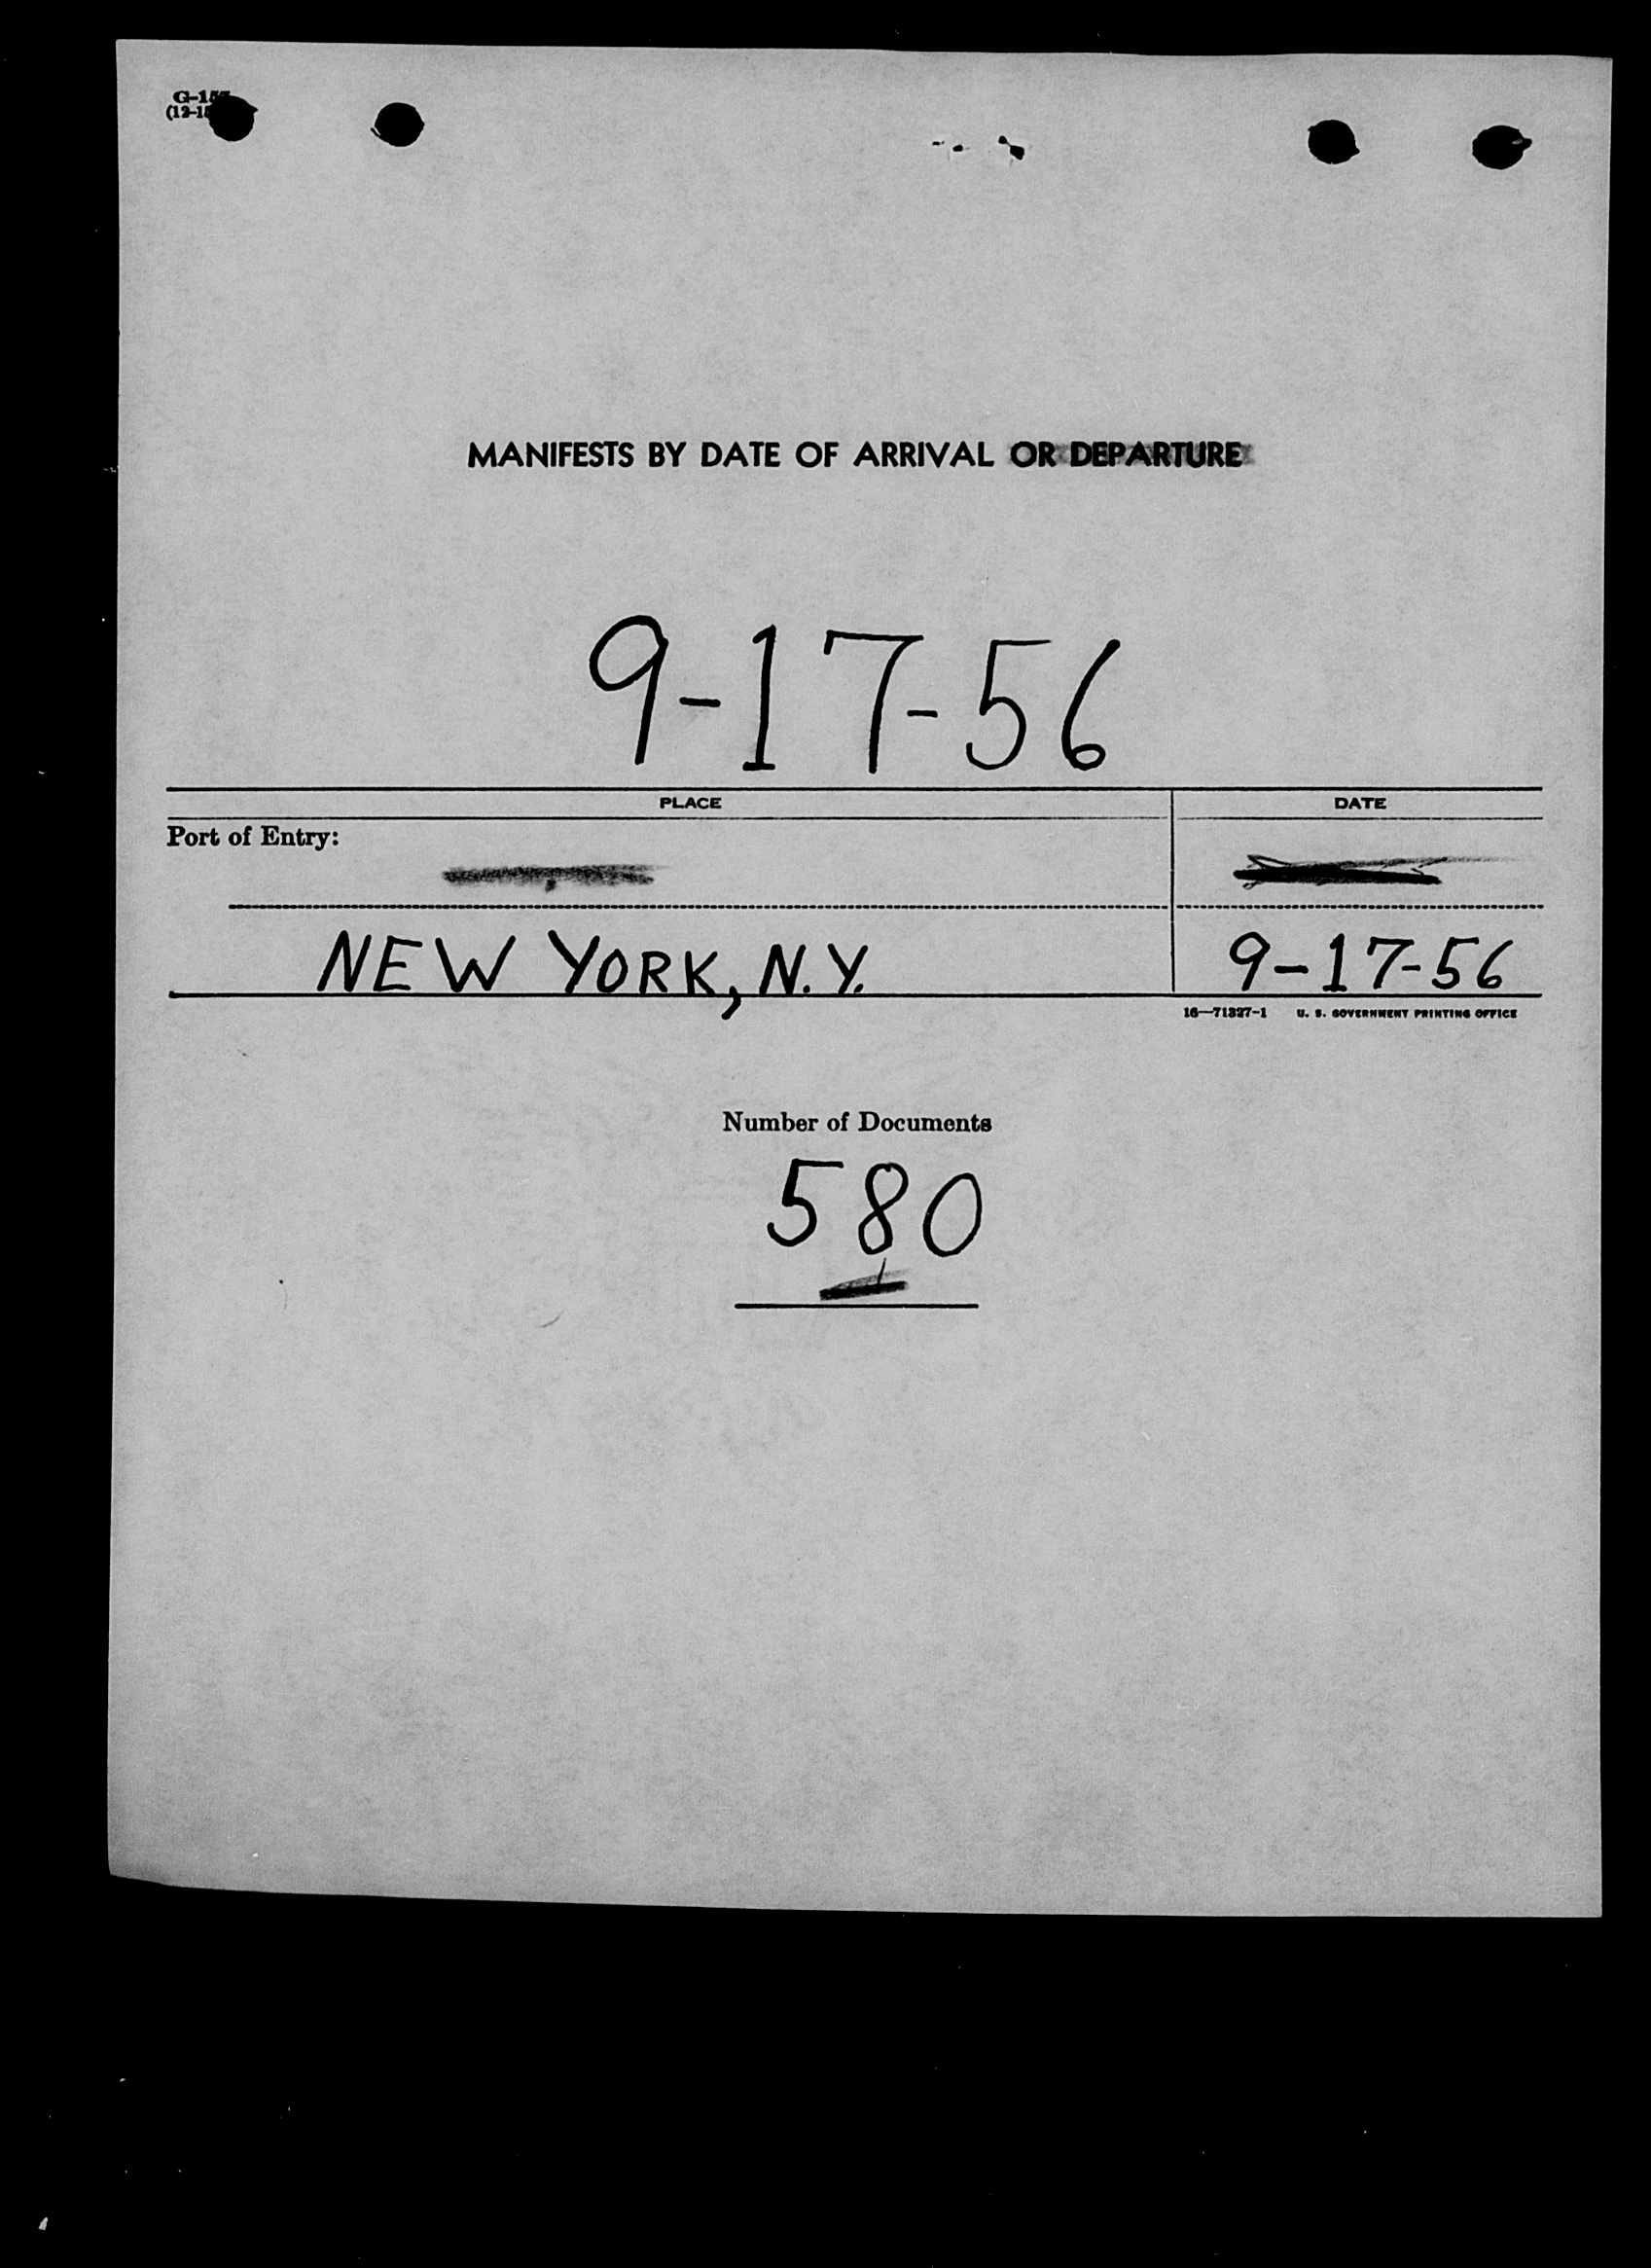 MANIFESTS BY DATE OF ARRIVAL OR DEPARTURE
9-17-56
PLACE DATE
Port of Entry:
NEW YORK, N.Y. 9-17-56
16—71327-1 U. S. GOVERNMENT PRINTING OFFICE
Number of Documents
580